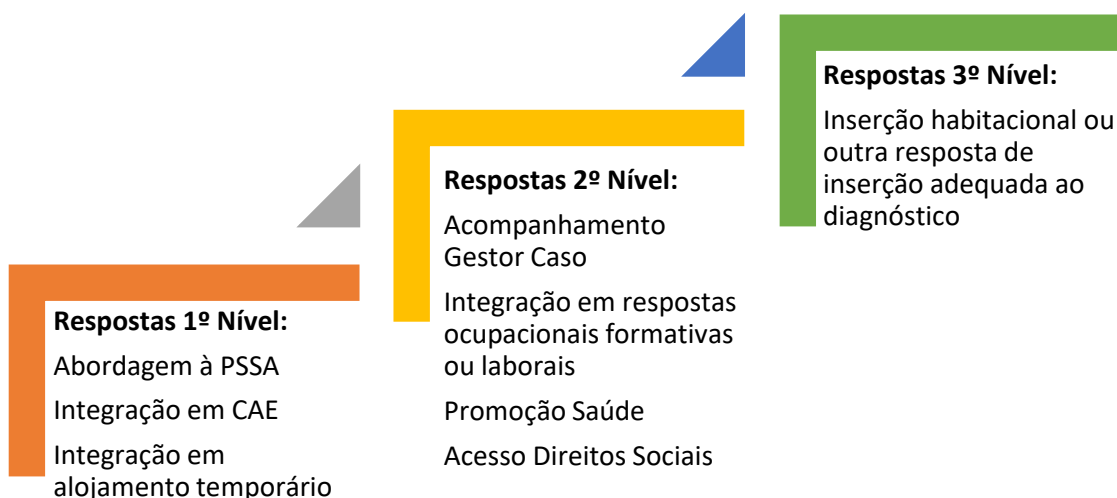 Respostas 1º Nível:
Abordagem à PSSA
Integração em CAE
Integração em
alojamento temporário
Respostas 2º Nível:
Acompanhamento
Gestor Caso
Integração em respostas
ocupacionais formativas
ou laborais
Promoção Saúde
Acesso Direitos Sociais
Respostas 3º Nível:
Inserção habitacional ou
outra resposta de
inserção adequada ao
diagnóstico